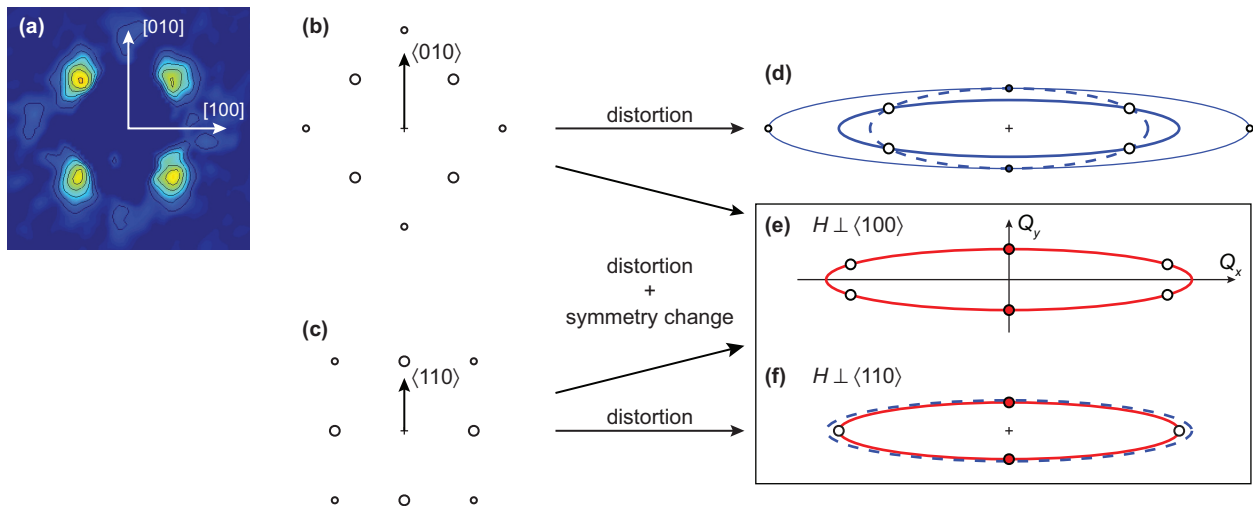 (a)
[010]
[100]
(b)
⟨010⟩
(c)
⟨110⟩
distortion
distortion
+
symmetry change
distortion
(d)
(e) H ⊥ ⟨100⟩
Q_y
Q_x
(f) H ⊥ ⟨110⟩